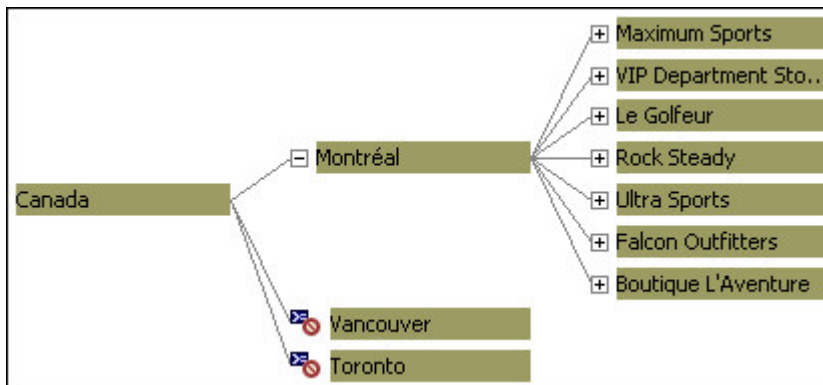 Maximum Sports
VIP Department Sto..
Le Golfeur
Montréal
Rock Steady
Canada
Ultra Sports
Falcon Outfitters
Boutique L'Aventure
Vancouver
Toronto